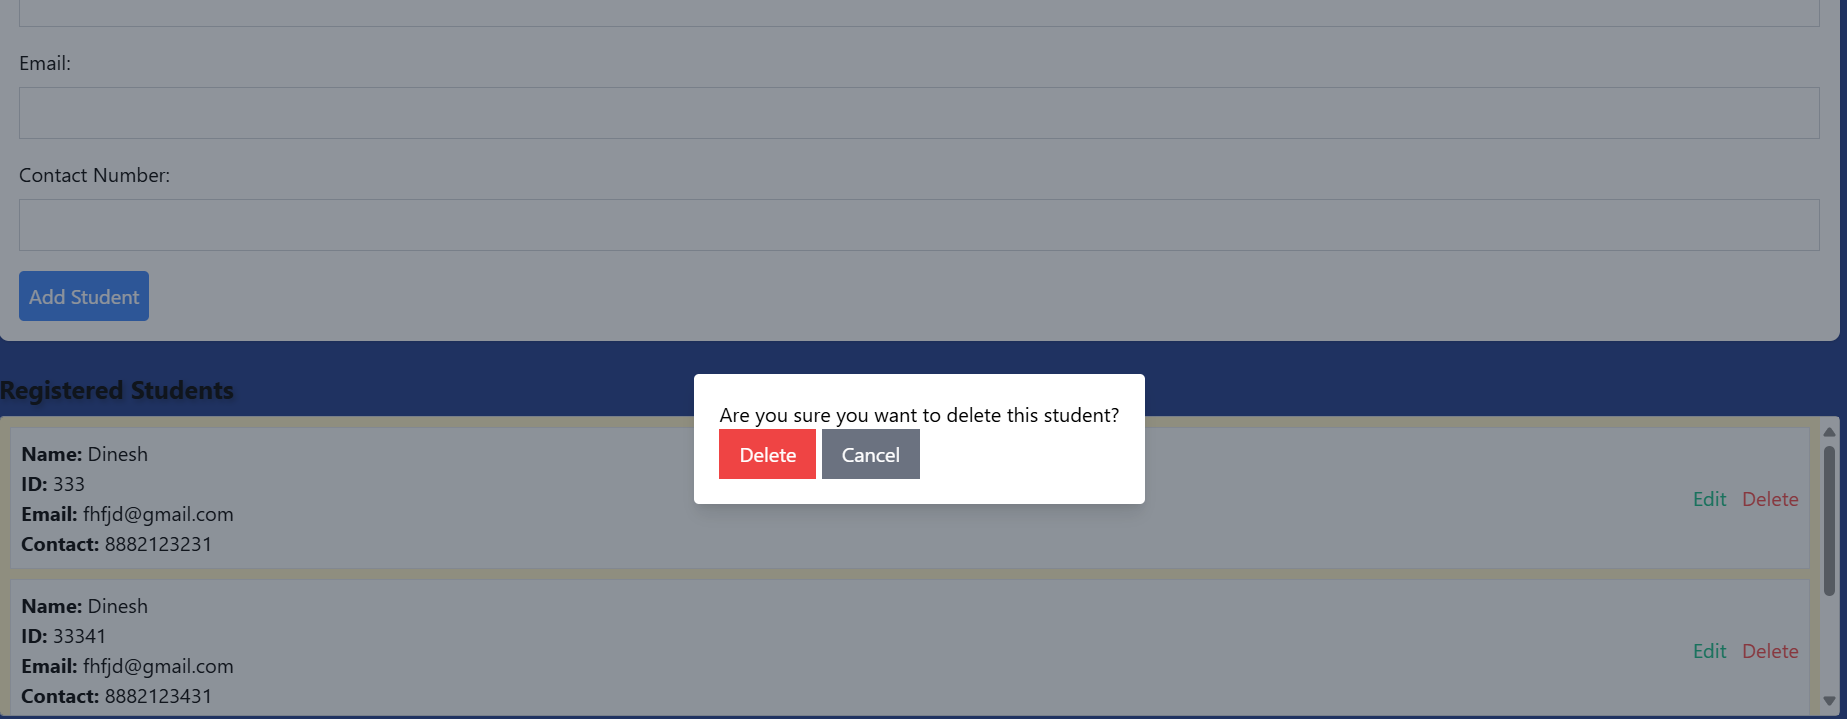 Email:
Contact Number:
Add Student
Registered Students
Are you sure you want to delete this student?
Delete Cancel
Name: Dinesh
ID: 333
Email: fhfjd@gmail.com
Contact: 8882123231
Edit Delete
Name: Dinesh
ID: 33341
Email: fhfjd@gmail.com
Contact: 8882123431
Edit Delete